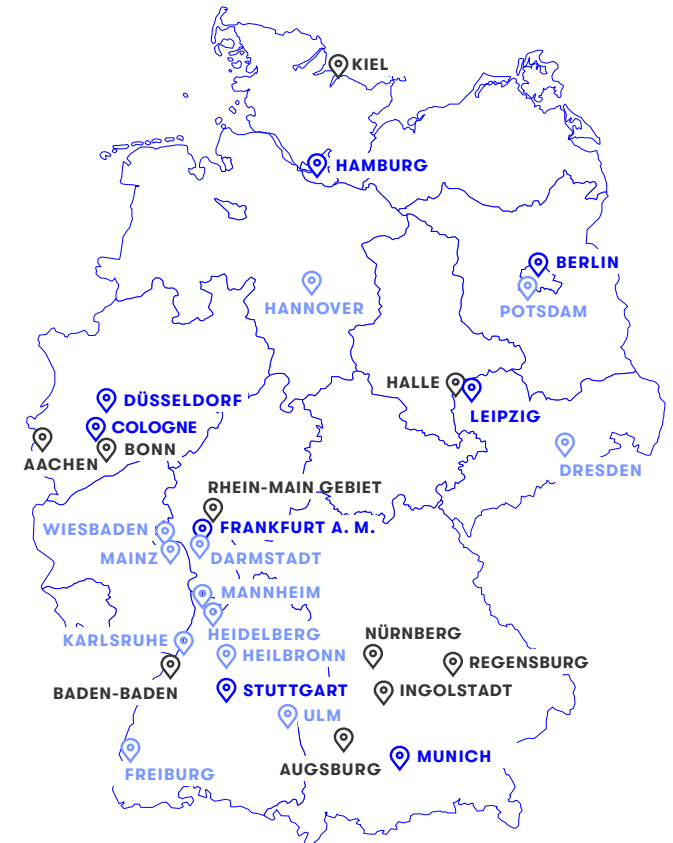 KIEL
HAMBURG
BERLIN
HANNOVER
POTSDAM
HALLE
DÜSSELDORF
LEIPZIG
COLOGNE
BONN
AACHEN
DRESDEN
RHEIN-MAIN GEBIET
WIESBADEN
FRANKFURT A. M.
MAINZ
DARMSTADT
MANNHEIM
HEIDELBERG
NÜRNBERG
KARLSRUHE
HEILBRONN
REGENSBURG
BADEN-BADEN
STUTTGART
INGOLSTADT
ULM
MUNICH
AUGSBURG
FREIBURG